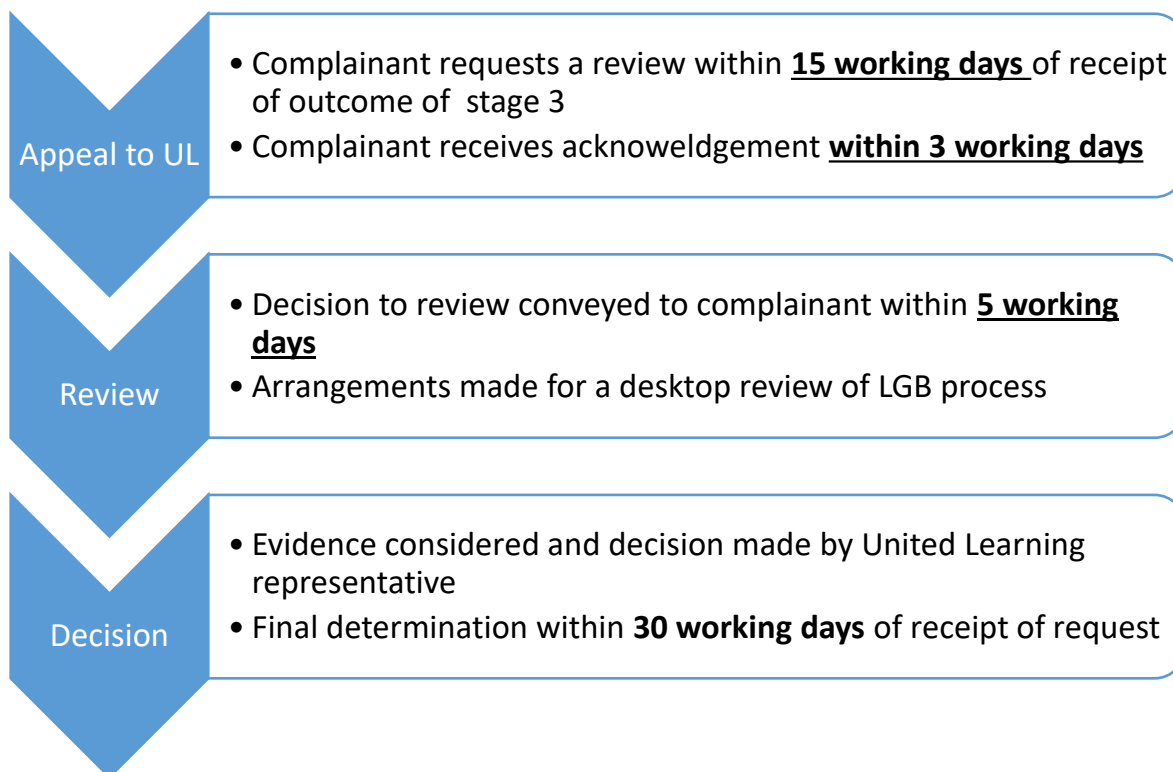 Appeal to UL
• Complainant requests a review within 15 working days of receipt
of outcome of stage 3
• Complainant receives acknoweldgement within 3 working days
Review
• Decision to review conveyed to complainant within 5 working
days
• Arrangements made for a desktop review of LGB process
Decision
• Evidence considered and decision made by United Learning
representative
• Final determination within 30 working days of receipt of request